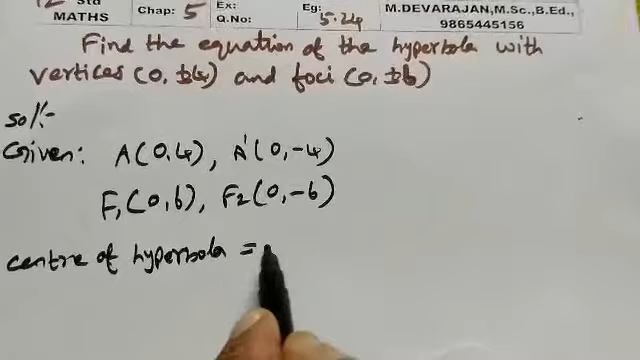 Std
MATHS
Chap: 5
Ex:
Q.No:
Eg:
5.24
M.DEVARAJAN,M.Sc.,B.Ed.,
9865445156
Find the equation of the hyperbola with
vertices (0, ±4) and foci (0, ±6)
sol:-
Given: A(0,4), A'(0,-4)
F₁(0,6), F₂(0,-6)
centre of hyperbola =